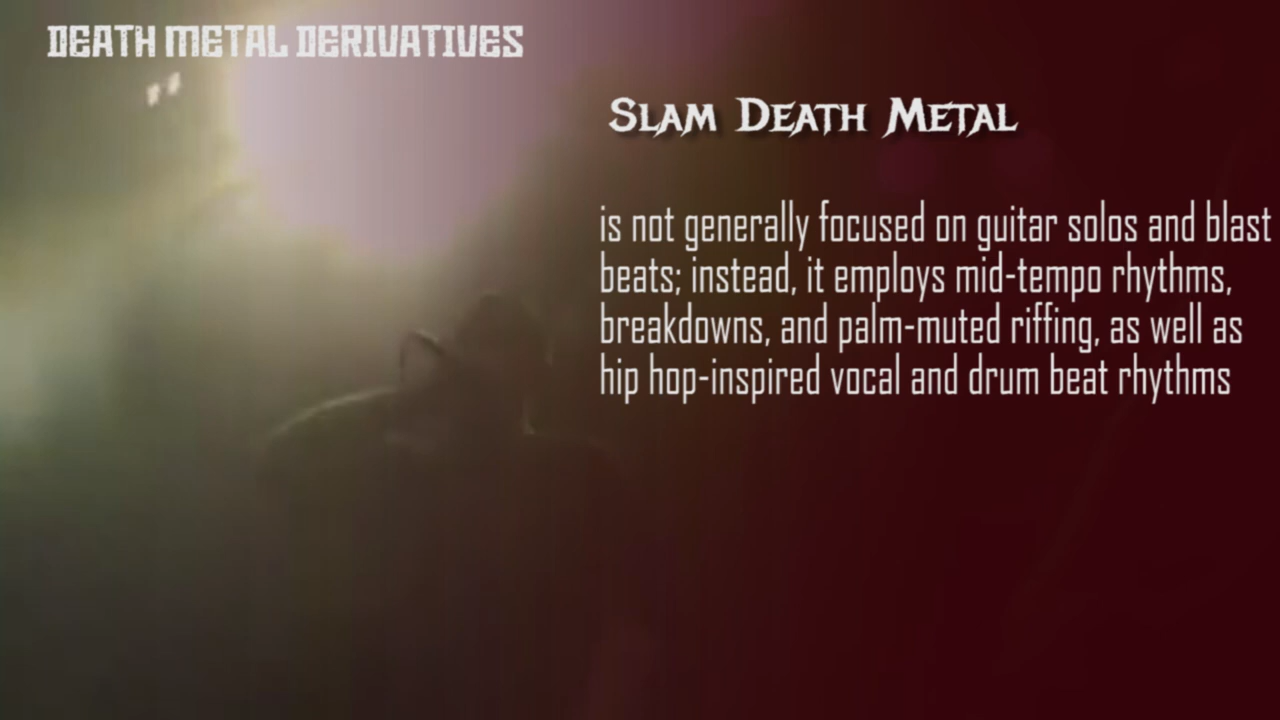 DEATH METAL DERIVATIVES
SLAM DEATH METAL
is not generally focused on guitar solos and blast
beats; instead, it employs mid-tempo rhythms,
breakdowns, and palm-muted riffing, as well as
hip hop-inspired vocal and drum beat rhythms